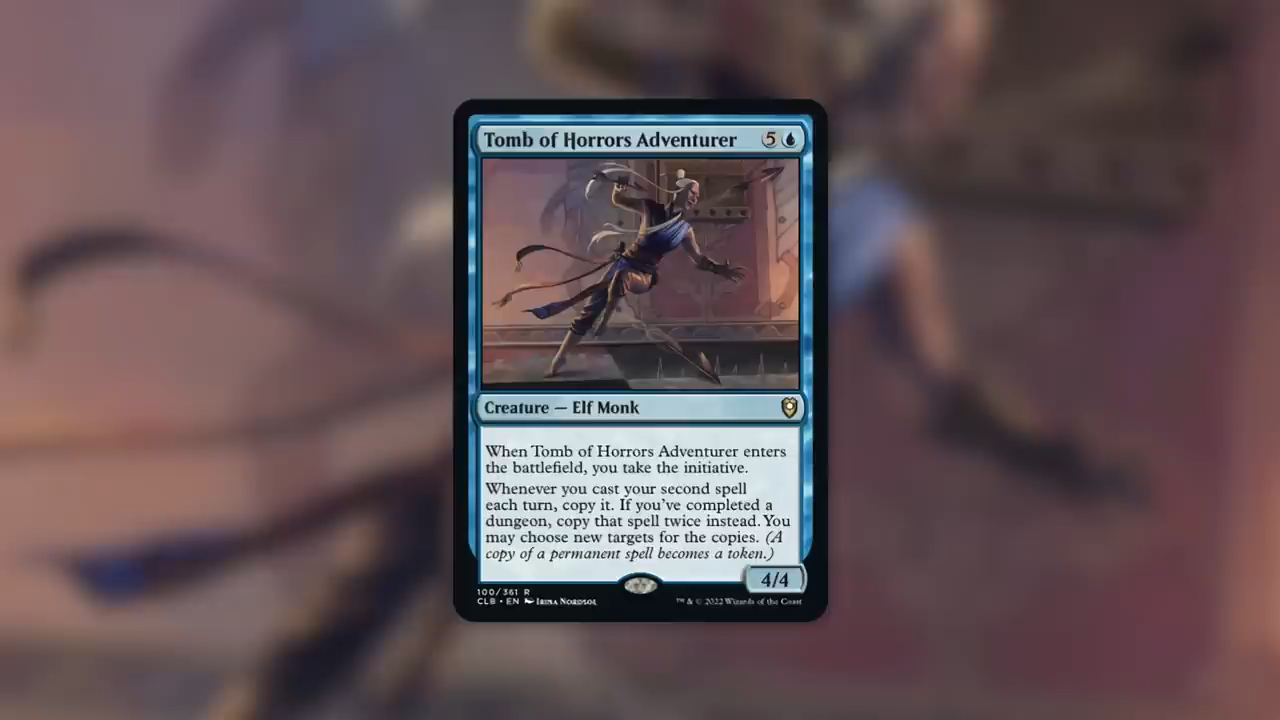 Tomb of Horrors Adventurer 5
Creature — Elf Monk
When Tomb of Horrors Adventurer enters
the battlefield, you take the initiative.
Whenever you cast your second spell
each turn, copy it. If you've completed a
dungeon, copy that spell twice instead. You
may choose new targets for the copies. (A
copy of a permanent spell becomes a token.)
4/4
100/361 R
CLB • EN Irina Nordsol
™ & © 2022 Wizards of the Coast